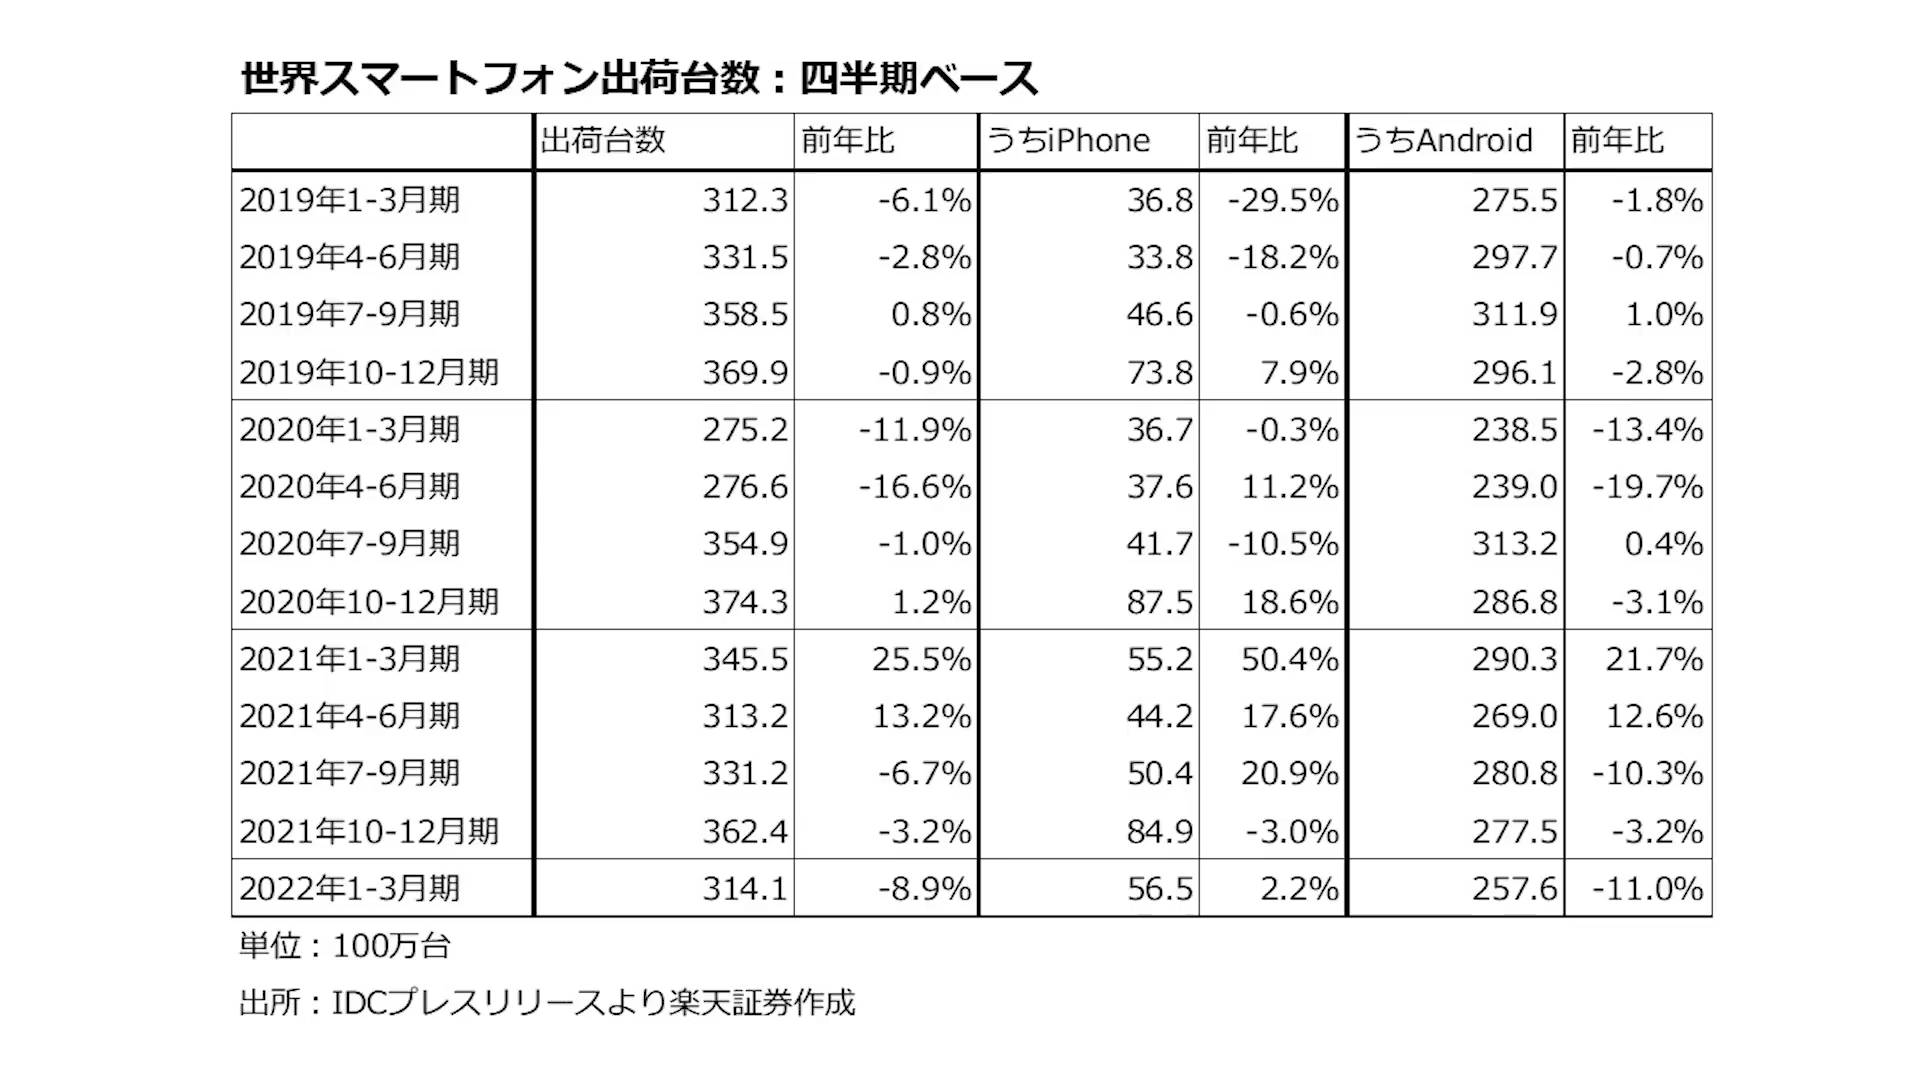 世界スマートフォン出荷台数：四半期ベース
出荷台数 前年比 うちiPhone 前年比 うちAndroid 前年比
2019年1-3月期 312.3 -6.1% 36.8 -29.5% 275.5 -1.8%
2019年4-6月期 331.5 -2.8% 33.8 -18.2% 297.7 -0.7%
2019年7-9月期 358.5 0.8% 46.6 -0.6% 311.9 1.0%
2019年10-12月期 369.9 -0.9% 73.8 7.9% 296.1 -2.8%
2020年1-3月期 275.2 -11.9% 36.7 -0.3% 238.5 -13.4%
2020年4-6月期 276.6 -16.6% 37.6 11.2% 239.0 -19.7%
2020年7-9月期 354.9 -1.0% 41.7 -10.5% 313.2 0.4%
2020年10-12月期 374.3 1.2% 87.5 18.6% 286.8 -3.1%
2021年1-3月期 345.5 25.5% 55.2 50.4% 290.3 21.7%
2021年4-6月期 313.2 13.2% 44.2 17.6% 269.0 12.6%
2021年7-9月期 331.2 -6.7% 50.4 20.9% 280.8 -10.3%
2021年10-12月期 362.4 -3.2% 84.9 -3.0% 277.5 -3.2%
2022年1-3月期 314.1 -8.9% 56.5 2.2% 257.6 -11.0%
単位：100万台
出所：IDCプレスリリースより楽天証券作成